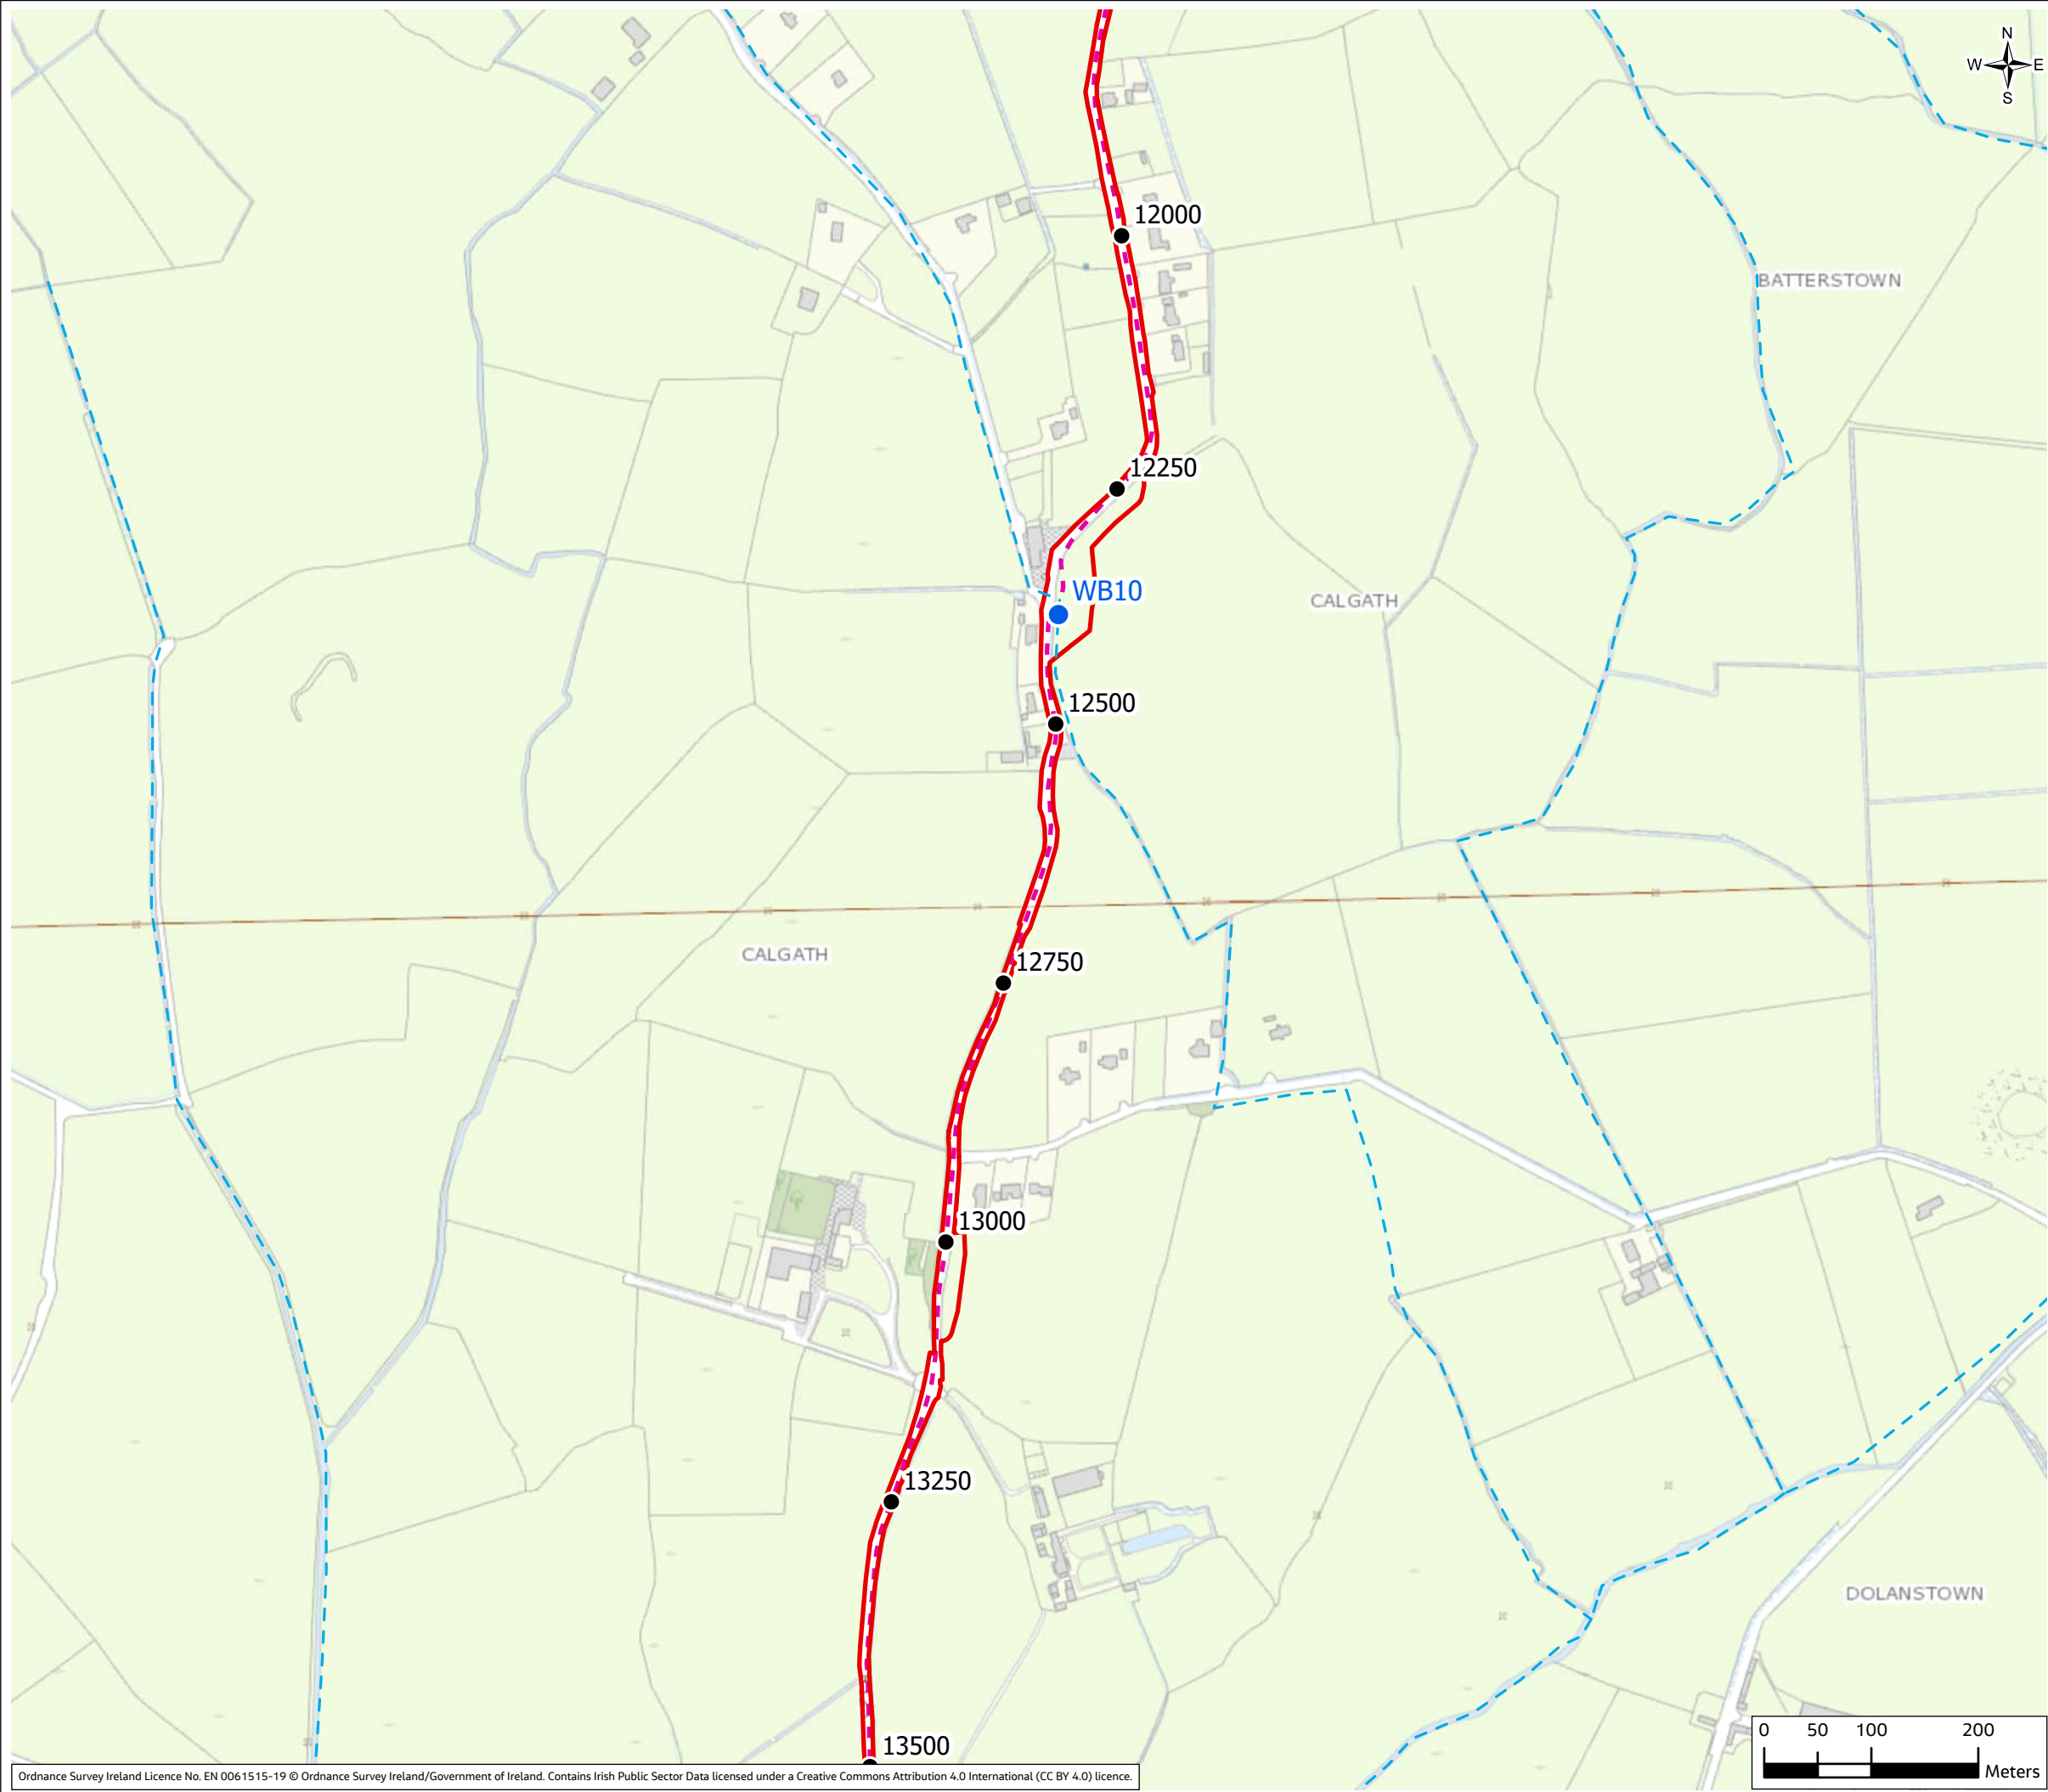 N
W E
S
12000
BATTERSTOWN
12250
WB10
CALGATH
12500
CALGATH
12750
13000
13250
DOLANSTOWN
0 50 100 200
Meters
13500
Ordnance Survey Ireland Licence No. EN 0061515-19 © Ordnance Survey Ireland/Government of Ireland. Contains Irish Public Sector Data licensed under a Creative Commons Attribution 4.0 International (CC BY 4.0) licence.